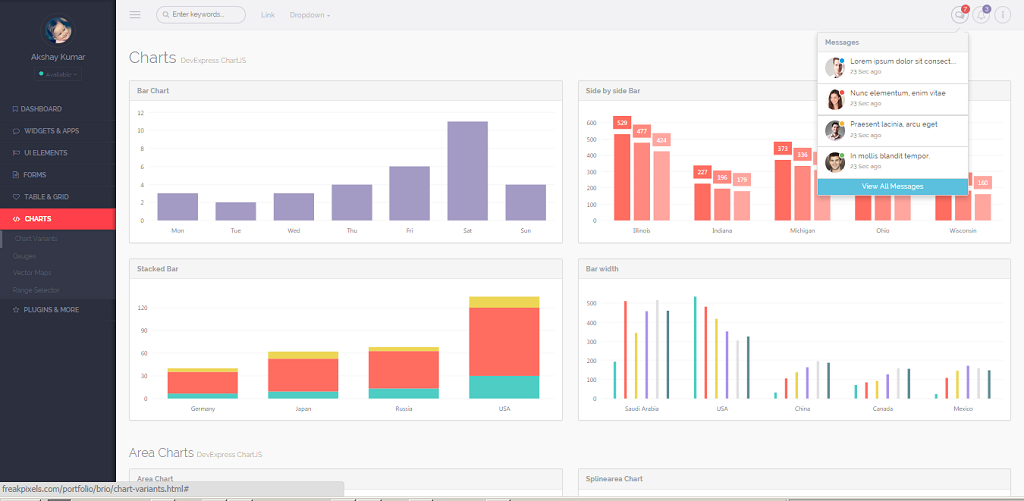 Enter keywords...
Link
Dropdown
7
3
Akshay Kumar
Available
DASHBOARD
WIDGETS & APPS
UI ELEMENTS
FORMS
TABLE & GRID
CHARTS
Chart Variants
Gauges
Vector Maps
Range Selector
PLUGINS & MORE
Charts DevExpress ChartJS
Messages
Lorem ipsum dolor sit consect...
23 Sec ago
Nunc elementum, enim vitae
23 Sec ago
Praesent lacinia, arcu eget
23 Sec ago
In mollis blandit tempor.
23 Sec ago
View All Messages
Bar Chart
12
10
8
6
4
2
0
Mon Tue Wed Thu Fri Sat Sun
Side by side Bar
600
500
400
300
200
100
0
529 477 424
227 196 179
373 336
160
Illinois Indiana Michigan Ohio Wisconsin
Stacked Bar
120
90
60
30
0
Germany Japan Russia USA
Bar width
500
400
300
200
100
0
Saudi Arabia USA China Canada Mexico
Area Charts DevExpress ChartJS
Area Chart
Splinearea Chart
freakpixels.com/portfolio/brio/chart-variants.html#